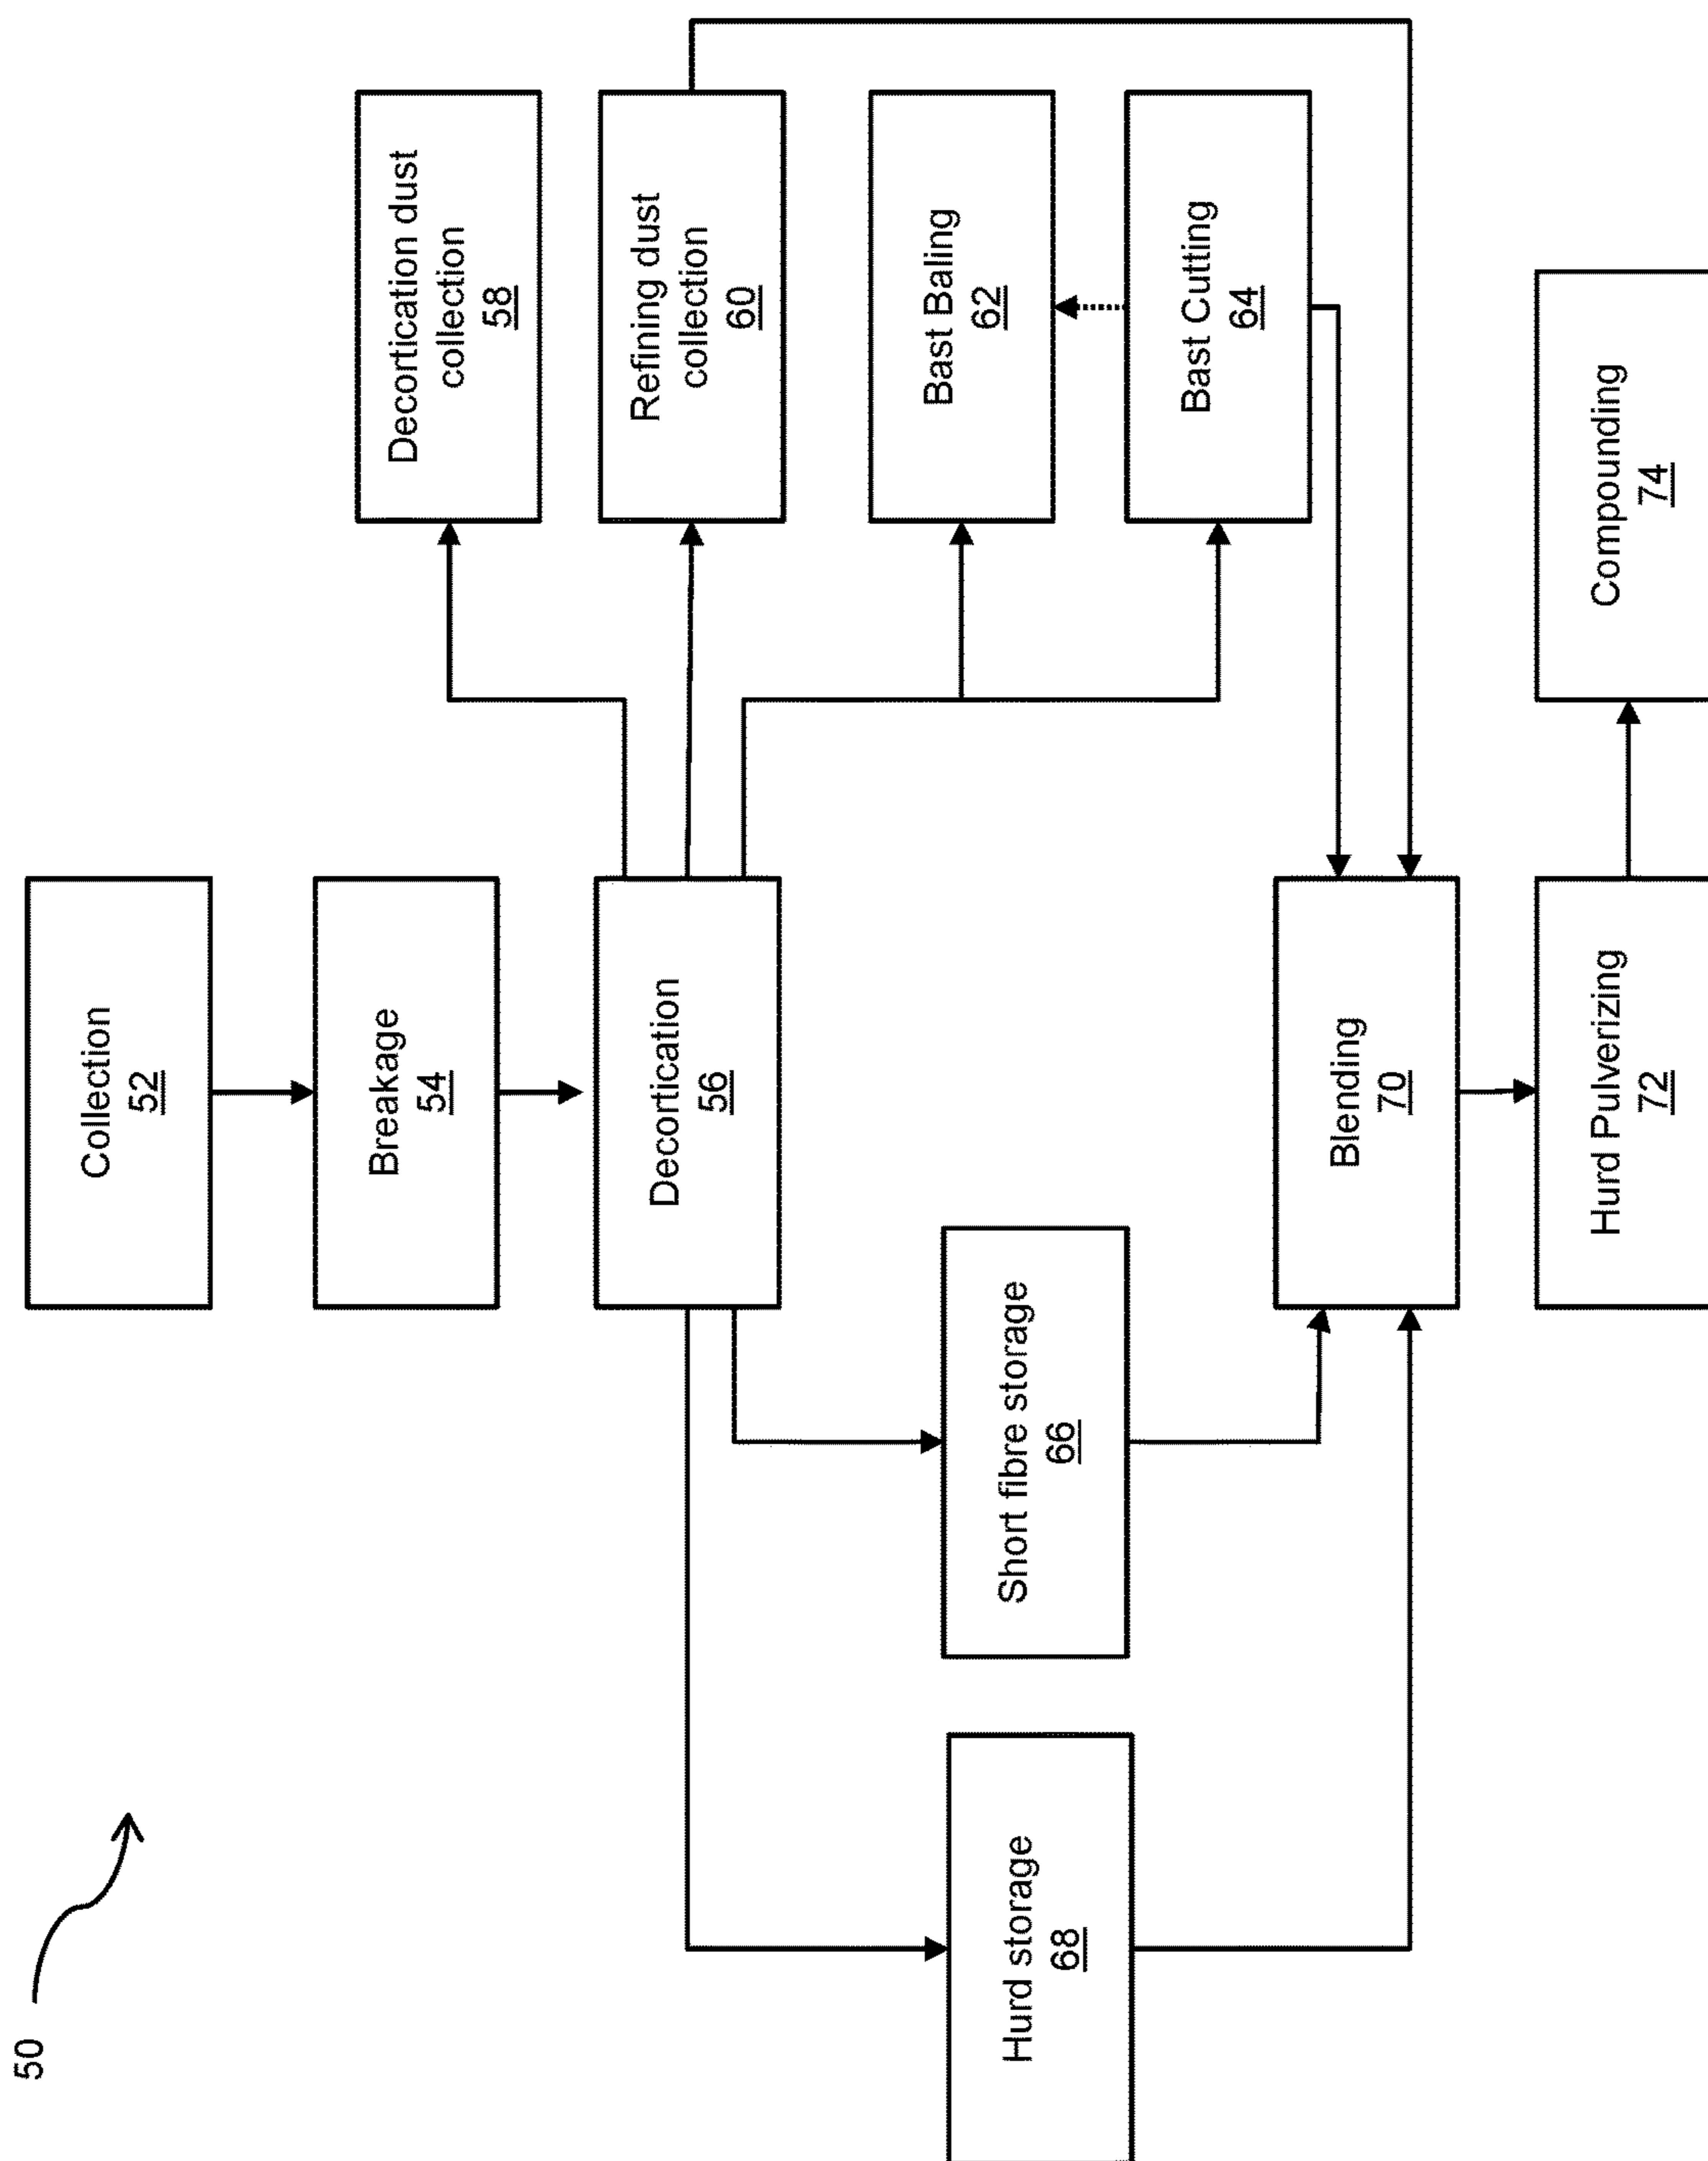 50
Collection
52
Breakage
54
Decortication
56
Decortication dust
collection
58
Refining dust
collection
60
Bast Baling
62
Bast Cutting
64
Short fibre storage
66
Hurd storage
68
Blending
70
Hurd Pulverizing
72
Compounding
74